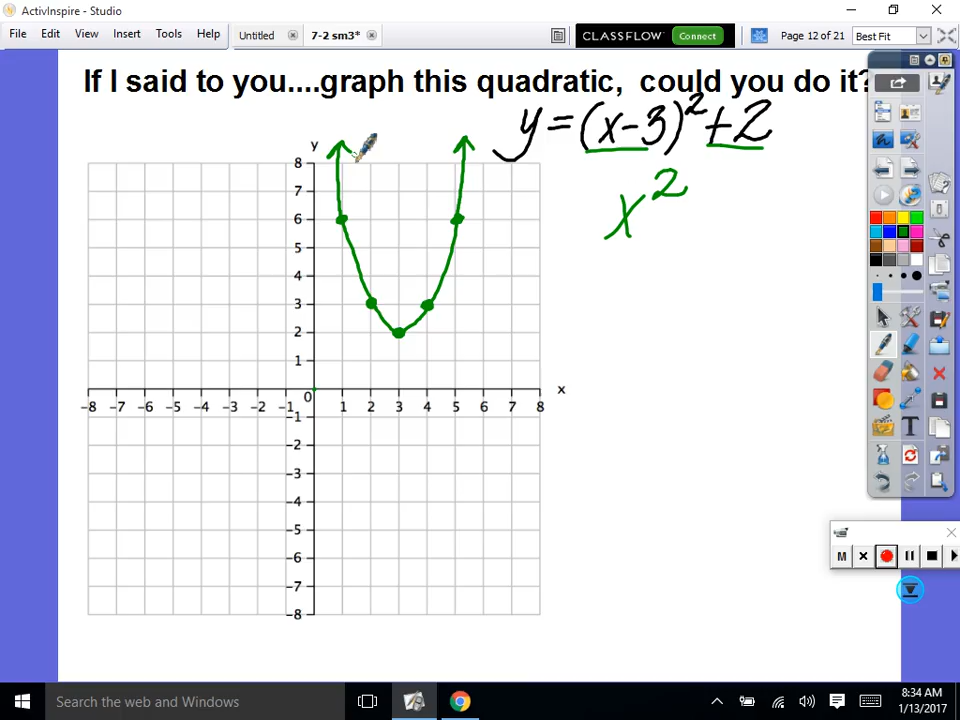 ActivInspire - Studio
File Edit View Insert Tools Help Untitled 7-2 sm3* CLASSFLOW Connect Page 12 of 21 Best Fit
If I said to you....graph this quadratic, could you do it?
y = (x-3)² + 2
x²
y
8
7
6
5
4
3
2
1
0
x
-8 -7 -6 -5 -4 -3 -2 -1 1 2 3 4 5 6 7 8
-1
-2
-3
-4
-5
-6
-7
-8
T
M
Search the web and Windows
8:34 AM
1/13/2017